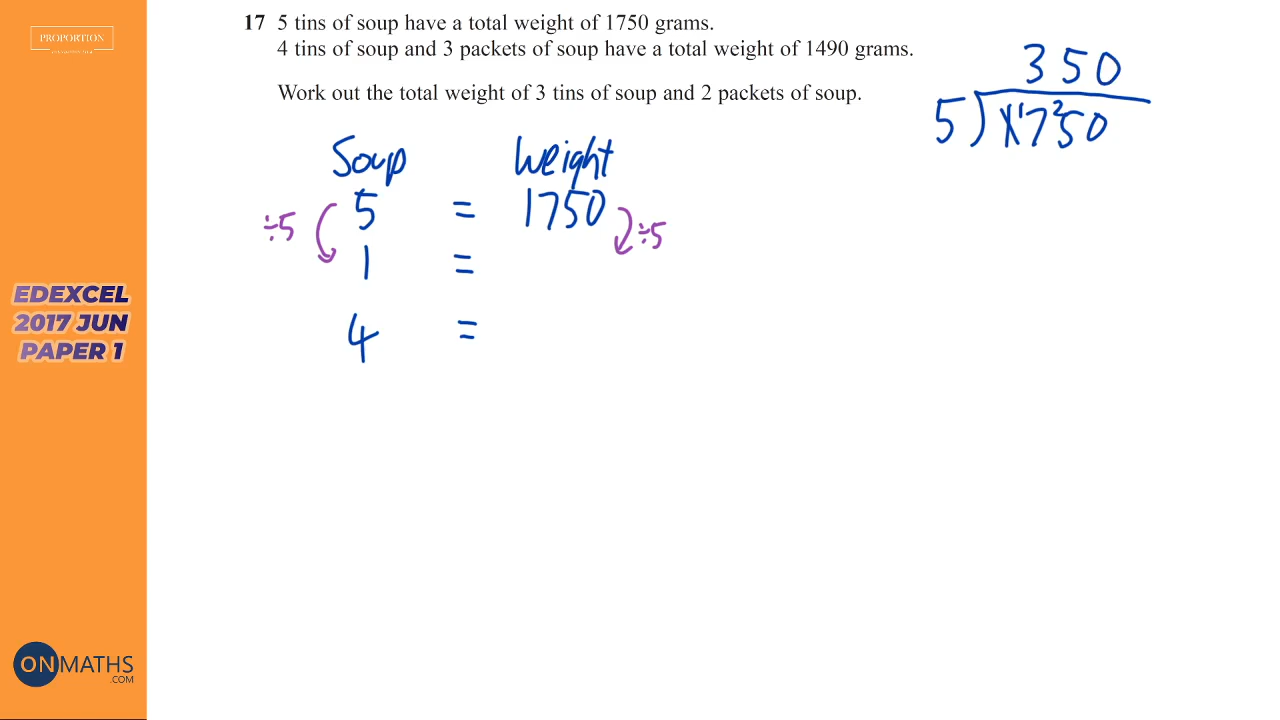 PROPORTION
17 5 tins of soup have a total weight of 1750 grams.
4 tins of soup and 3 packets of soup have a total weight of 1490 grams.
Work out the total weight of 3 tins of soup and 2 packets of soup.
350
5)1 17 250
Soup Weight
÷5 5 = 1750 ÷5
1 =
4 =
EDEXCEL
2017 JUN
PAPER 1
ONMATHS
.COM